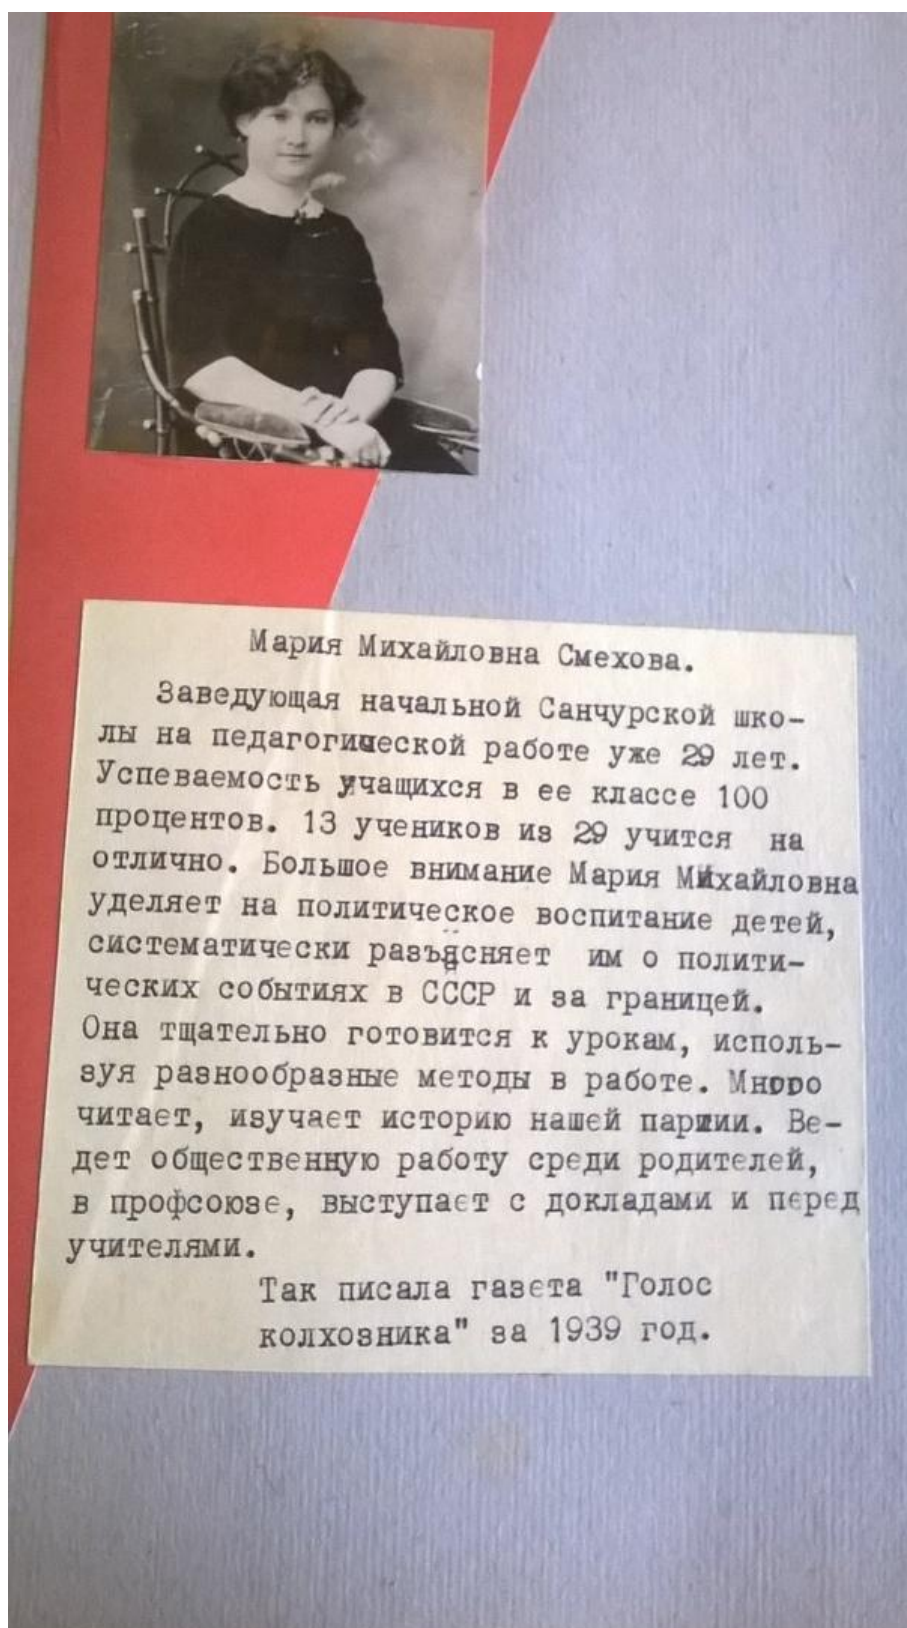 Мария Михайловна Смехова.
Заведующая начальной Санчурской шко-
лы на педагогической работе уже 29 лет.
Успеваемость учащихся в ее классе 100
процентов. 13 учеников из 29 учится на
отлично. Большое внимание Мария Михайловна
уделяет на политическое воспитание детей,
систематически разъясняет им о полити-
ческих событиях в СССР и за границей.
Она тщательно готовится к урокам, исполь-
зуя разнообразные методы в работе. Много
читает, изучает историю нашей партии. Ве-
дет общественную работу среди родителей,
в профсоюзе, выступает с докладами и перед
учителями.
Так писала газета "Голос
колхозника" за 1939 год.